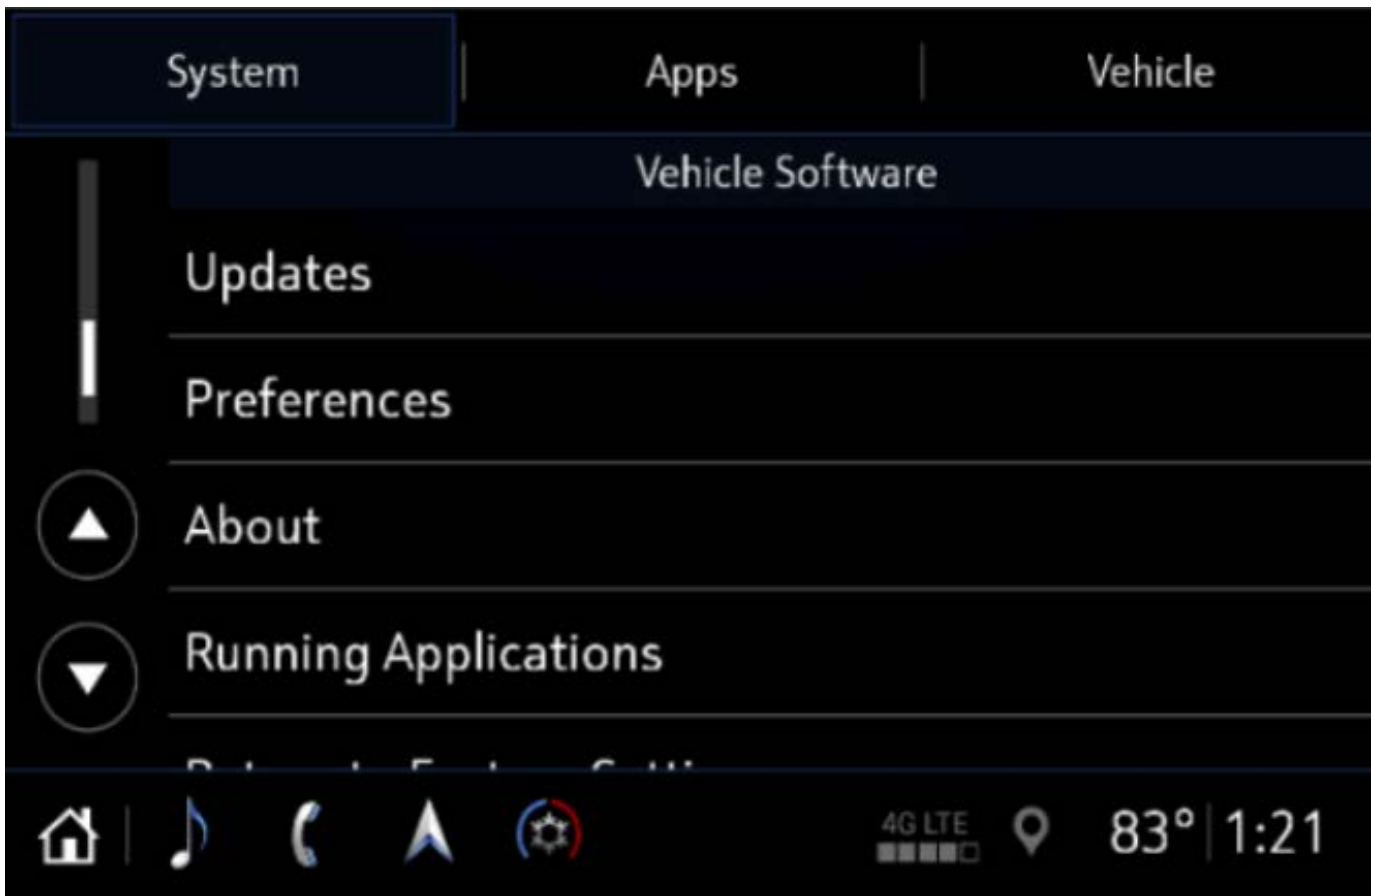 System
Apps
Vehicle
Vehicle Software
Updates
Preferences
About
Running Applications
4G LTE
83° 1:21